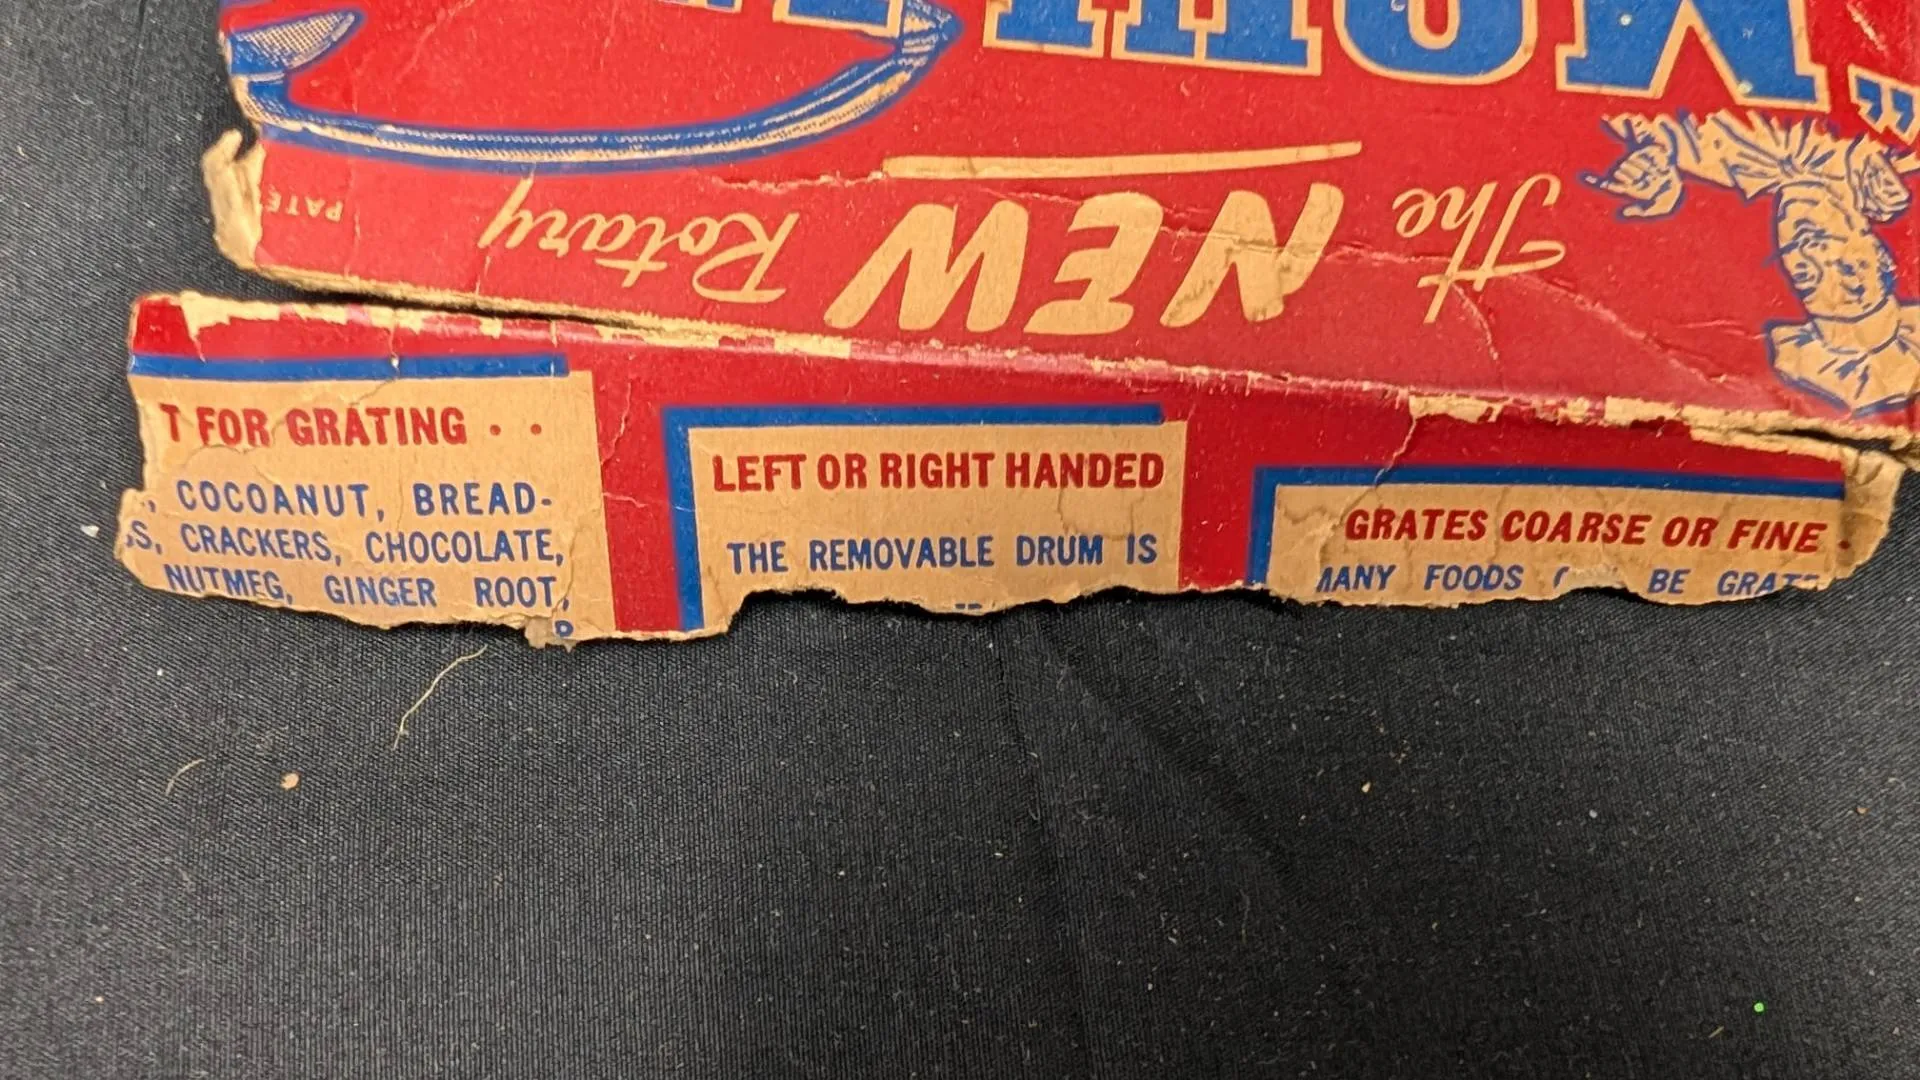 The NEW Rotary
T FOR GRATING . .
COCOANUT, BREAD-
S, CRACKERS, CHOCOLATE,
NUTMEG, GINGER ROOT,
LEFT OR RIGHT HANDED
THE REMOVABLE DRUM IS
GRATES COARSE OR FINE .
MANY FOODS BE